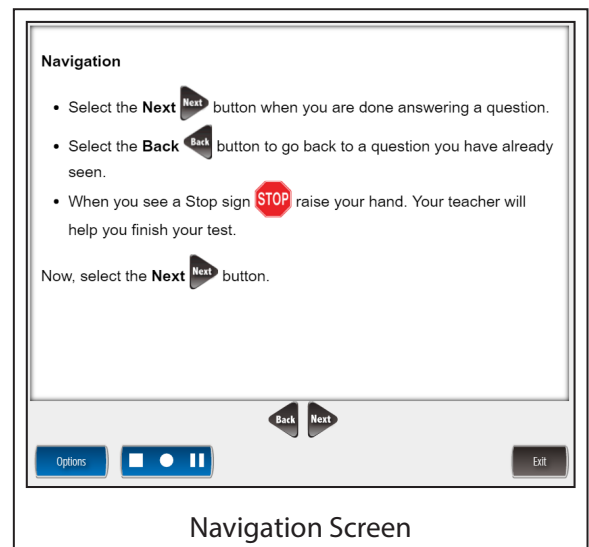 Navigation
• Select the Next Next button when you are done answering a question.
• Select the Back Back button to go back to a question you have already
seen.
• When you see a Stop sign STOP raise your hand. Your teacher will
help you finish your test.
Now, select the Next Next button.
Back Next
Options Exit
Navigation Screen